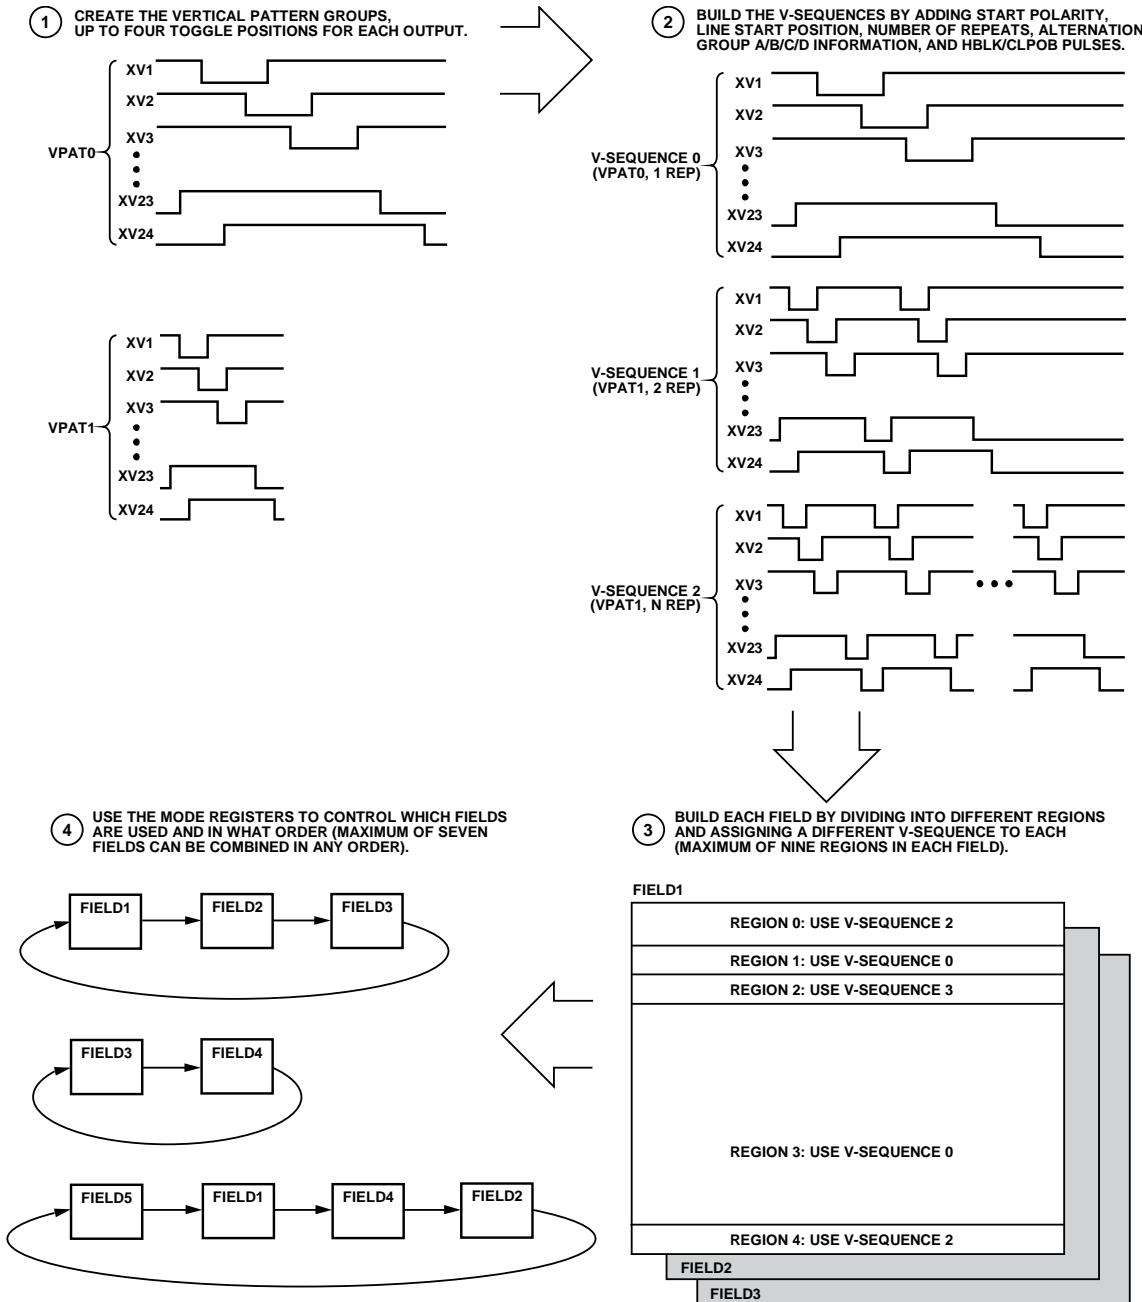 1
CREATE THE VERTICAL PATTERN GROUPS,
UP TO FOUR TOGGLE POSITIONS FOR EACH OUTPUT.
VPAT0
XV1
XV2
XV3
XV23
XV24
VPAT1
XV1
XV2
XV3
XV23
XV24
2
BUILD THE V-SEQUENCES BY ADDING START POLARITY,
LINE START POSITION, NUMBER OF REPEATS, ALTERNATION
GROUP A/B/C/D INFORMATION, AND HBLK/CLPOB PULSES.
V-SEQUENCE 0
(VPAT0, 1 REP)
XV1
XV2
XV3
XV23
XV24
V-SEQUENCE 1
(VPAT1, 2 REP)
XV1
XV2
XV3
XV23
XV24
V-SEQUENCE 2
(VPAT1, N REP)
XV1
XV2
XV3
XV23
XV24
3
BUILD EACH FIELD BY DIVIDING INTO DIFFERENT REGIONS
AND ASSIGNING A DIFFERENT V-SEQUENCE TO EACH
(MAXIMUM OF NINE REGIONS IN EACH FIELD).
FIELD1
REGION 0: USE V-SEQUENCE 2
REGION 1: USE V-SEQUENCE 0
REGION 2: USE V-SEQUENCE 3
REGION 3: USE V-SEQUENCE 0
REGION 4: USE V-SEQUENCE 2
FIELD2
FIELD3
4
USE THE MODE REGISTERS TO CONTROL WHICH FIELDS
ARE USED AND IN WHAT ORDER (MAXIMUM OF SEVEN
FIELDS CAN BE COMBINED IN ANY ORDER).
FIELD1 FIELD2 FIELD3
FIELD3 FIELD4
FIELD5 FIELD1 FIELD4 FIELD2